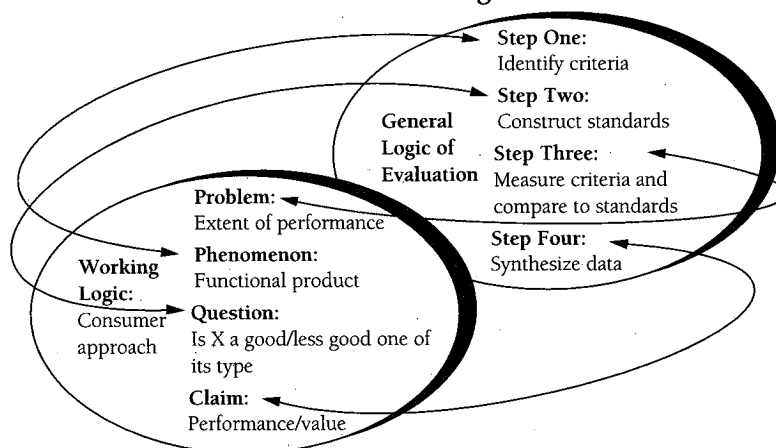 Step One:
Identify criteria
Step Two:
Construct standards
General
Logic of
Evaluation
Step Three:
Measure criteria and
compare to standards
Step Four:
Synthesize data
Working
Logic:
Consumer
approach
Problem:
Extent of performance
Phenomenon:
Functional product
Question:
Is X a good/less good one of
its type
Claim:
Performance/value